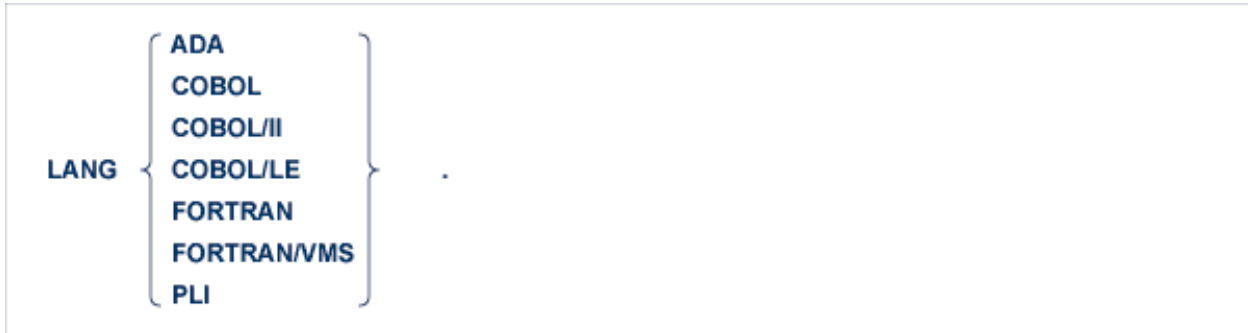 ADA
COBOL
COBOL/II
LANG COBOL/LE .
FORTRAN
FORTRAN/VMS
PLI